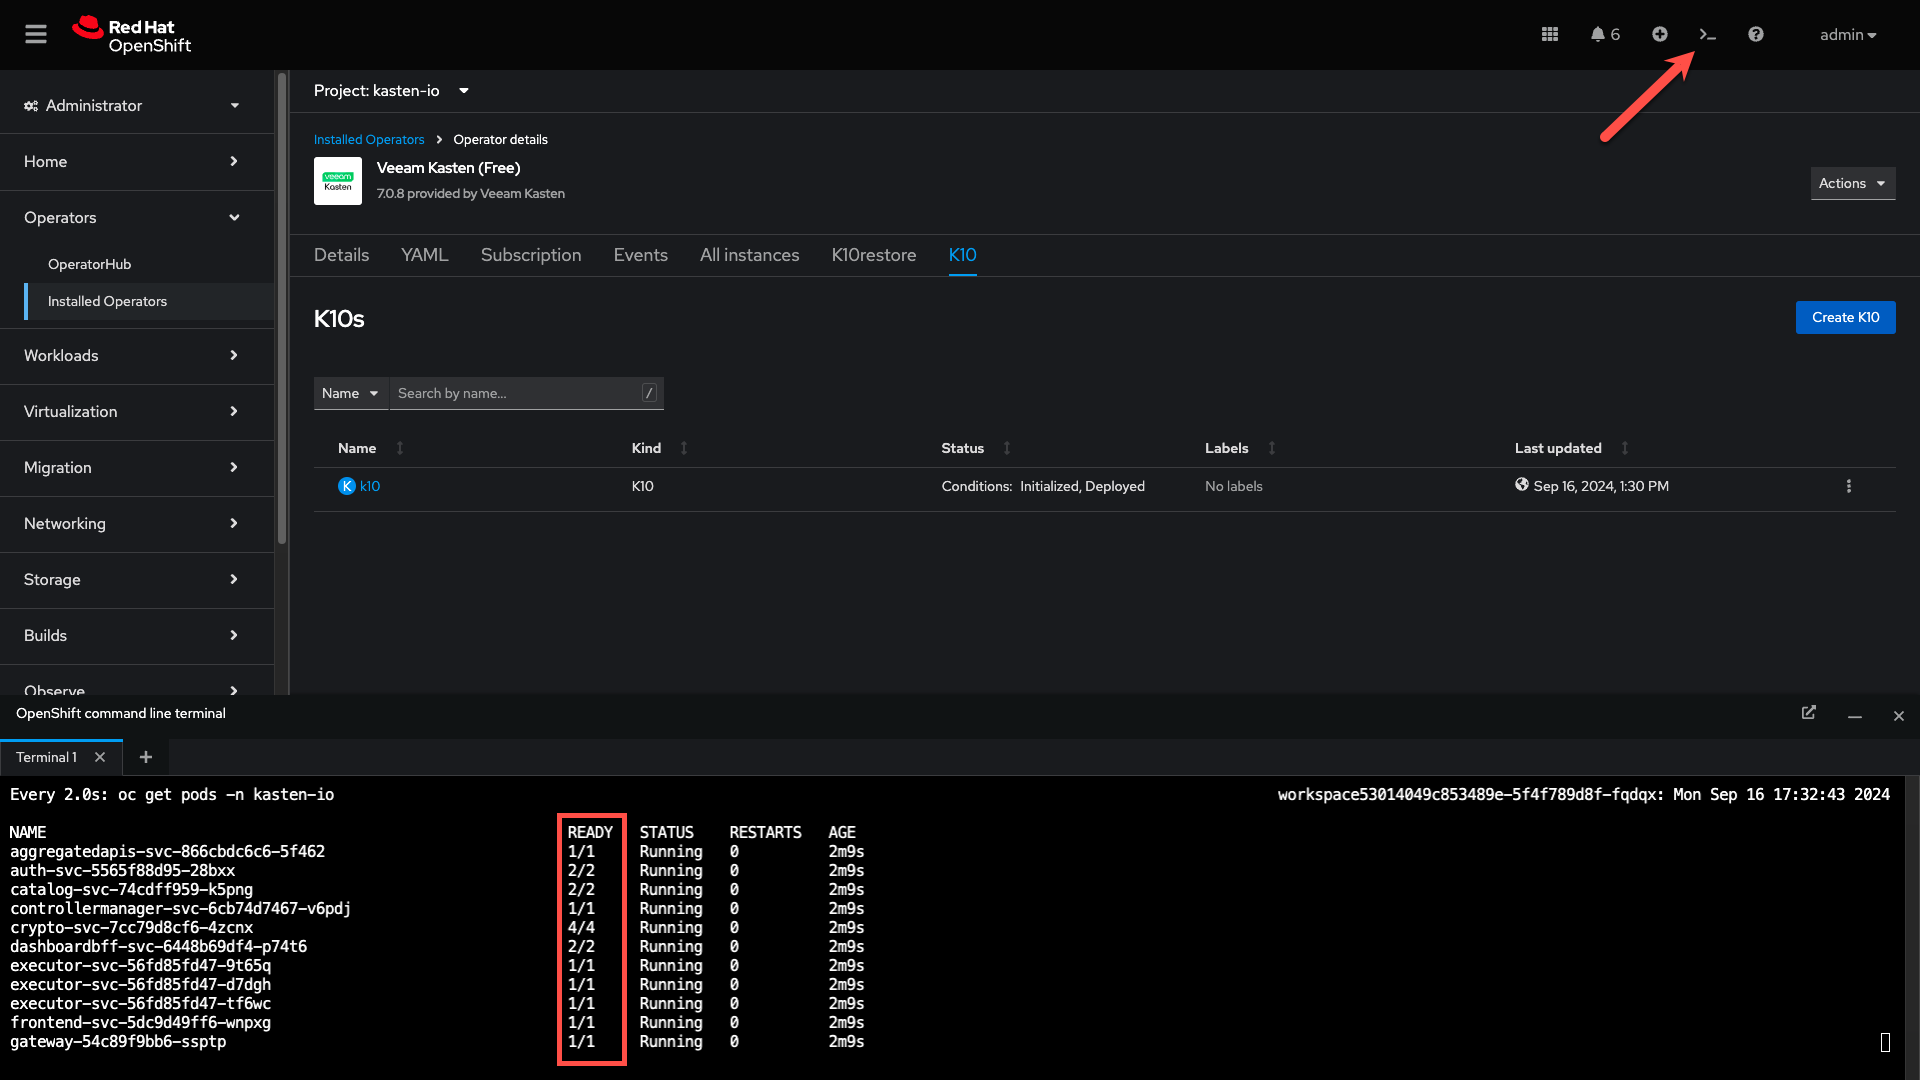 Red Hat
OpenShift
6
admin
Administrator
Home
Operators
OperatorHub
Installed Operators
Workloads
Virtualization
Migration
Networking
Storage
Builds
Observe
Project: kasten-io
Installed Operators > Operator details
veeam
Kasten
Veeam Kasten (Free)
7.0.8 provided by Veeam Kasten
Actions
Details YAML Subscription Events All instances K10restore K10
K10s
Create K10
Name Search by name... /
Name Kind Status Labels Last updated
K k10 K10 Conditions: Initialized, Deployed No labels Sep 16, 2024, 1:30 PM
OpenShift command line terminal
Terminal 1
Every 2.0s: oc get pods -n kasten-io workspace53014049c853489e-5f4f789d8f-fqdqx: Mon Sep 16 17:32:43 2024
NAME READY STATUS RESTARTS AGE
aggregatedapis-svc-866cbdc6c6-5f462 1/1 Running 0 2m9s
auth-svc-5565f88d95-28bxx 2/2 Running 0 2m9s
catalog-svc-74cdff959-k5png 2/2 Running 0 2m9s
controllermanager-svc-6cb74d7467-v6pdj 1/1 Running 0 2m9s
crypto-svc-7cc79d8cf6-4zcnx 4/4 Running 0 2m9s
dashboardbff-svc-6448b69df4-p74t6 2/2 Running 0 2m9s
executor-svc-56fd85fd47-9t65q 1/1 Running 0 2m9s
executor-svc-56fd85fd47-d7dgh 1/1 Running 0 2m9s
executor-svc-56fd85fd47-tf6wc 1/1 Running 0 2m9s
frontend-svc-5dc9d49ff6-wnpxg 1/1 Running 0 2m9s
gateway-54c89f9bb6-ssptp 1/1 Running 0 2m9s